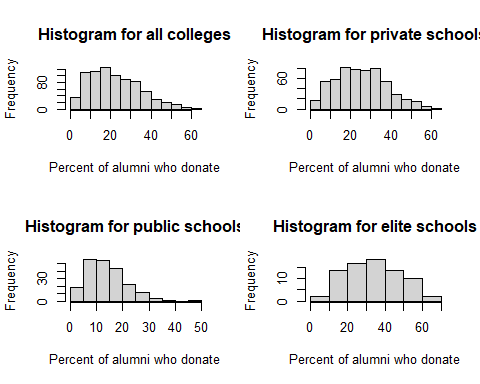 Histogram for all colleges
Frequency
0 80
0 20 40 60
Percent of alumni who donate
Histogram for private schools
Frequency
0 60
0 20 40 60
Percent of alumni who donate
Histogram for public schools
Frequency
0 30
0 10 20 30 40 50
Percent of alumni who donate
Histogram for elite schools
Frequency
0 10
0 20 40 60
Percent of alumni who donate